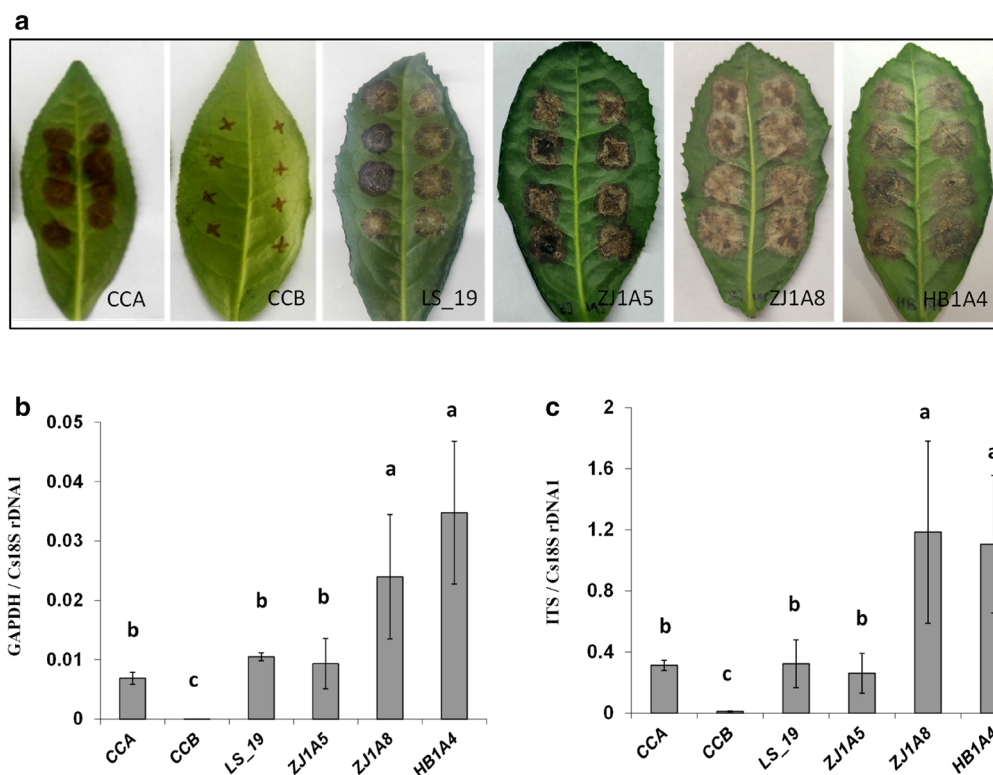 a
CCA
CCB
LS_19
ZJ1A5
ZJ1A8
HB1A4
b
GAPDH / Cs18S rDNA1
0.05
0.04
0.03
0.02
0.01
0
b
c
b
b
a
a
CCA
CCB
LS_19
ZJ1A5
ZJ1A8
HB1A4
c
ITS / Cs18S rDNA1
2
1.6
1.2
0.8
0.4
0
b
c
b
b
a
a
CCA
CCB
LS_19
ZJ1A5
ZJ1A8
HB1A4